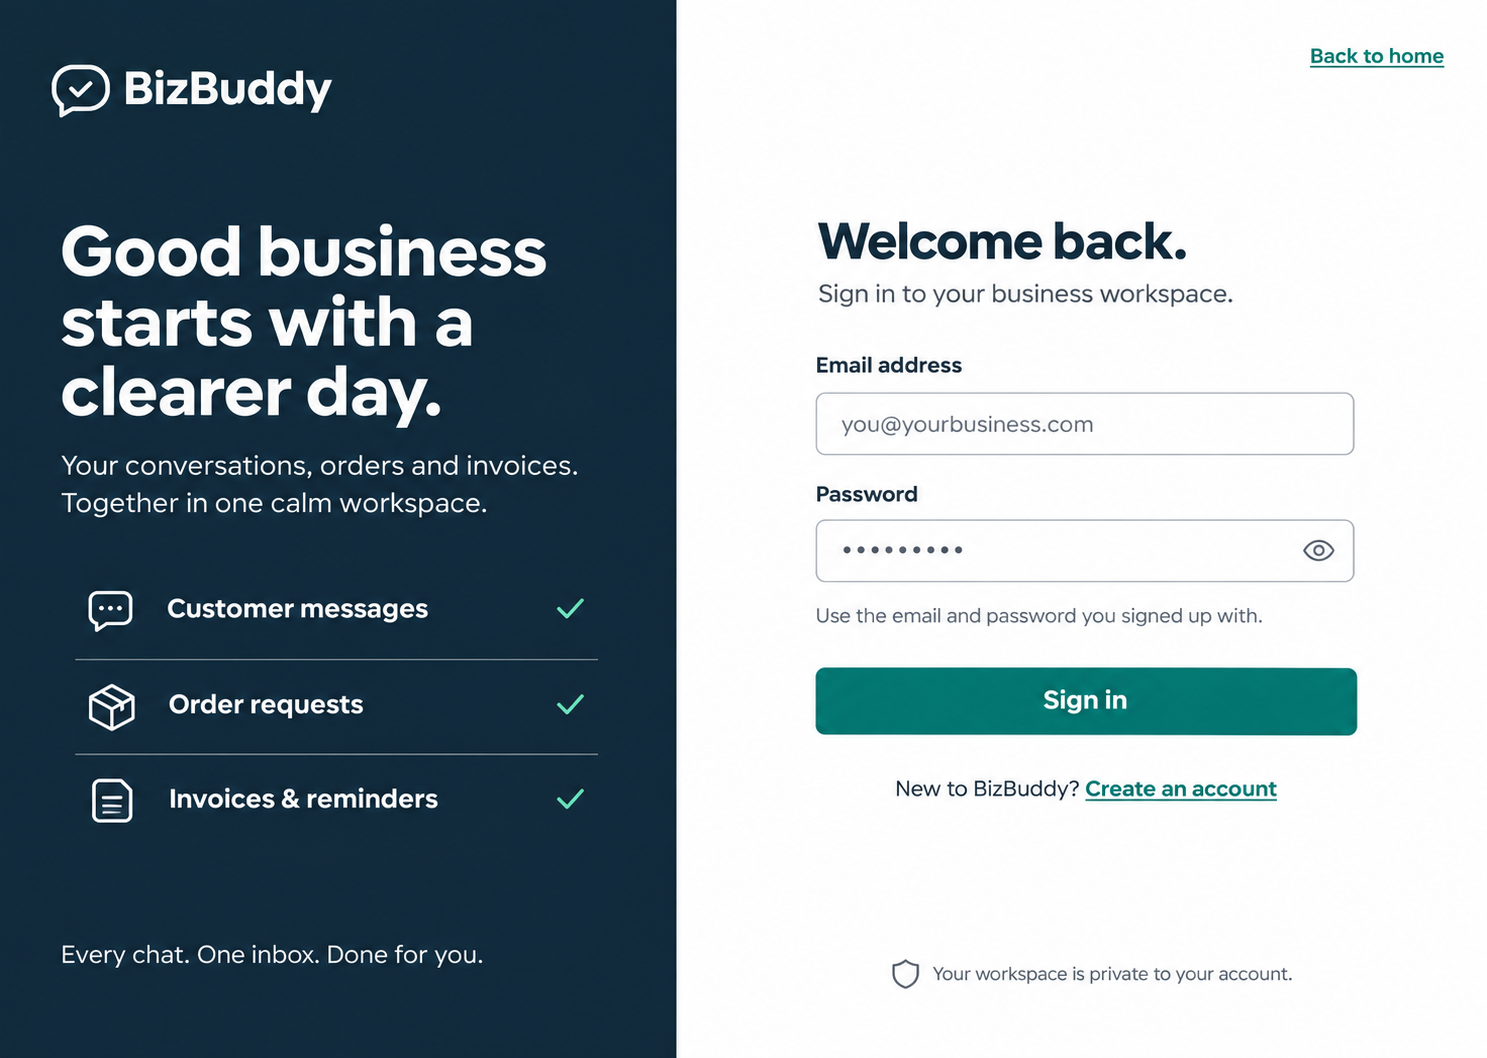 BizBuddy
Good business
starts with a
clearer day.
Your conversations, orders and invoices.
Together in one calm workspace.
Customer messages
Order requests
Invoices & reminders
Every chat. One inbox. Done for you.
Back to home
Welcome back.
Sign in to your business workspace.
Email address
you@yourbusiness.com
Password
•••••••••
Use the email and password you signed up with.
Sign in
New to BizBuddy? Create an account
Your workspace is private to your account.